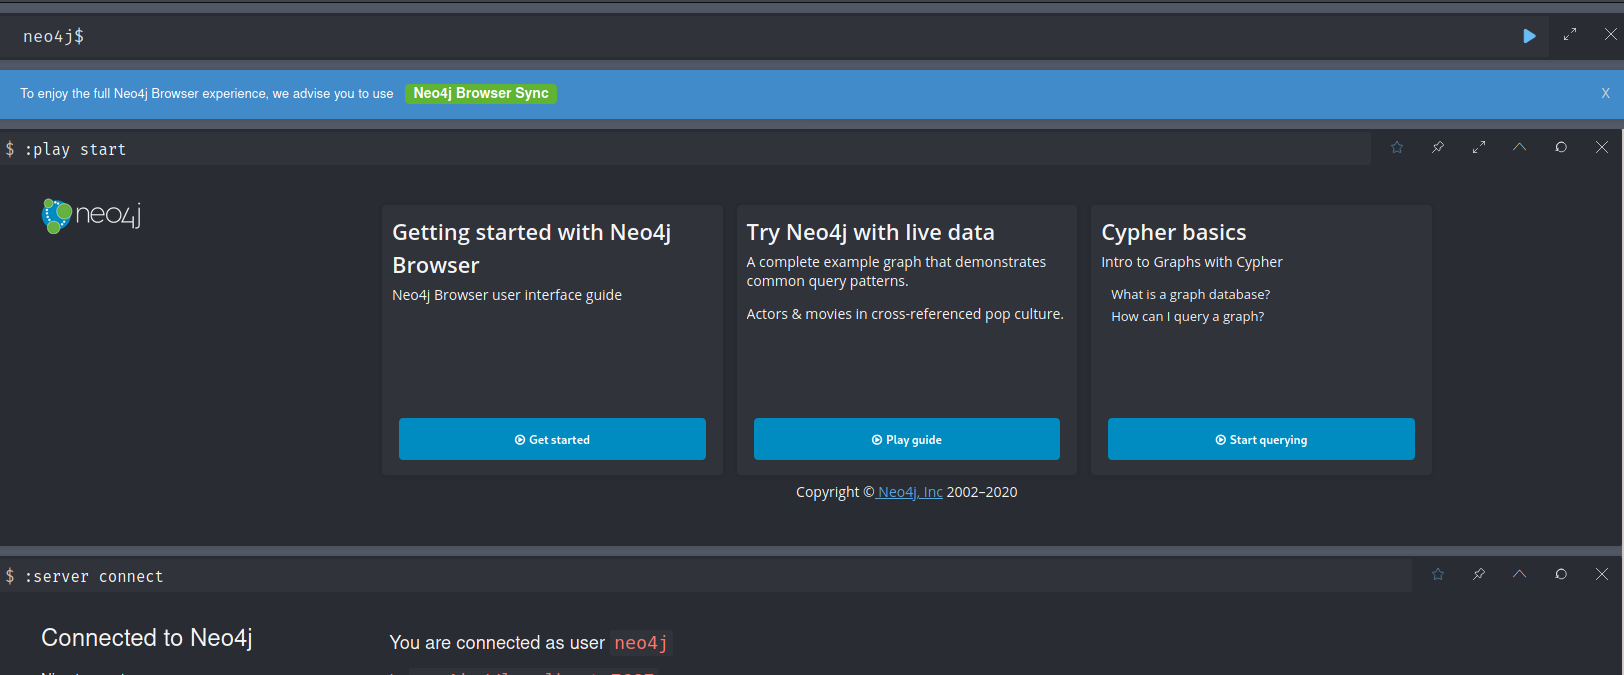 neo4j$
To enjoy the full Neo4j Browser experience, we advise you to use Neo4j Browser Sync
X
$ :play start
neo4j
Getting started with Neo4j
Browser
Neo4j Browser user interface guide
Get started
Try Neo4j with live data
A complete example graph that demonstrates
common query patterns.
Actors & movies in cross-referenced pop culture.
Play guide
Cypher basics
Intro to Graphs with Cypher
What is a graph database?
How can I query a graph?
Start querying
Copyright © Neo4j, Inc 2002–2020
$ :server connect
Connected to Neo4j
You are connected as user neo4j